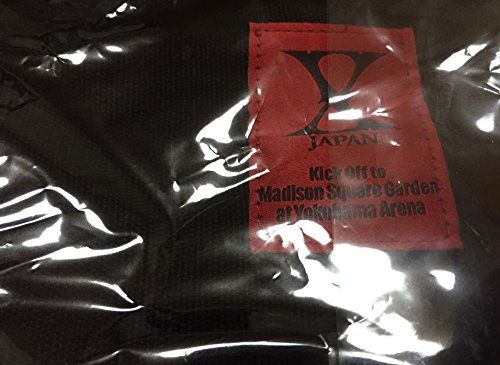 X
JAPAN
Kick Off to
Madison Square Garden
at Yokohama Arena